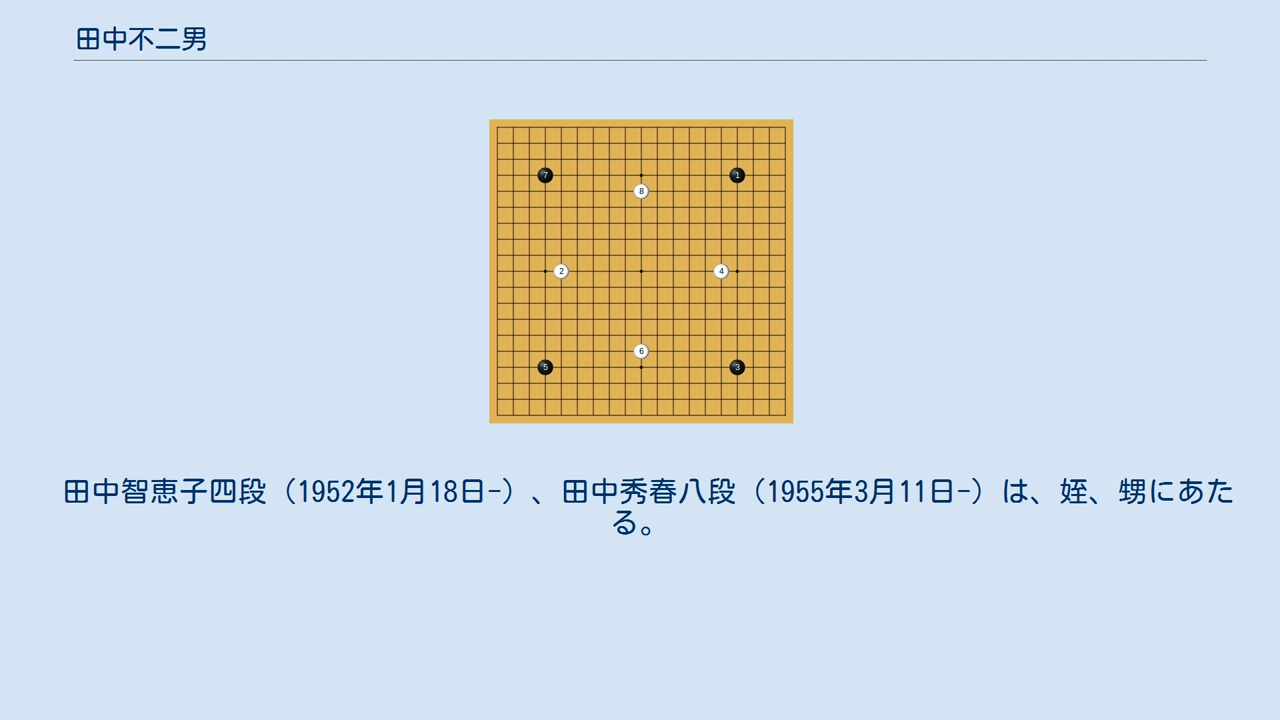 田中不二男
7
1
8
2
4
6
5
3
田中智恵子四段（1952年1月18日-）、田中秀春八段（1955年3月11日-）は、姪、甥にあた
る。